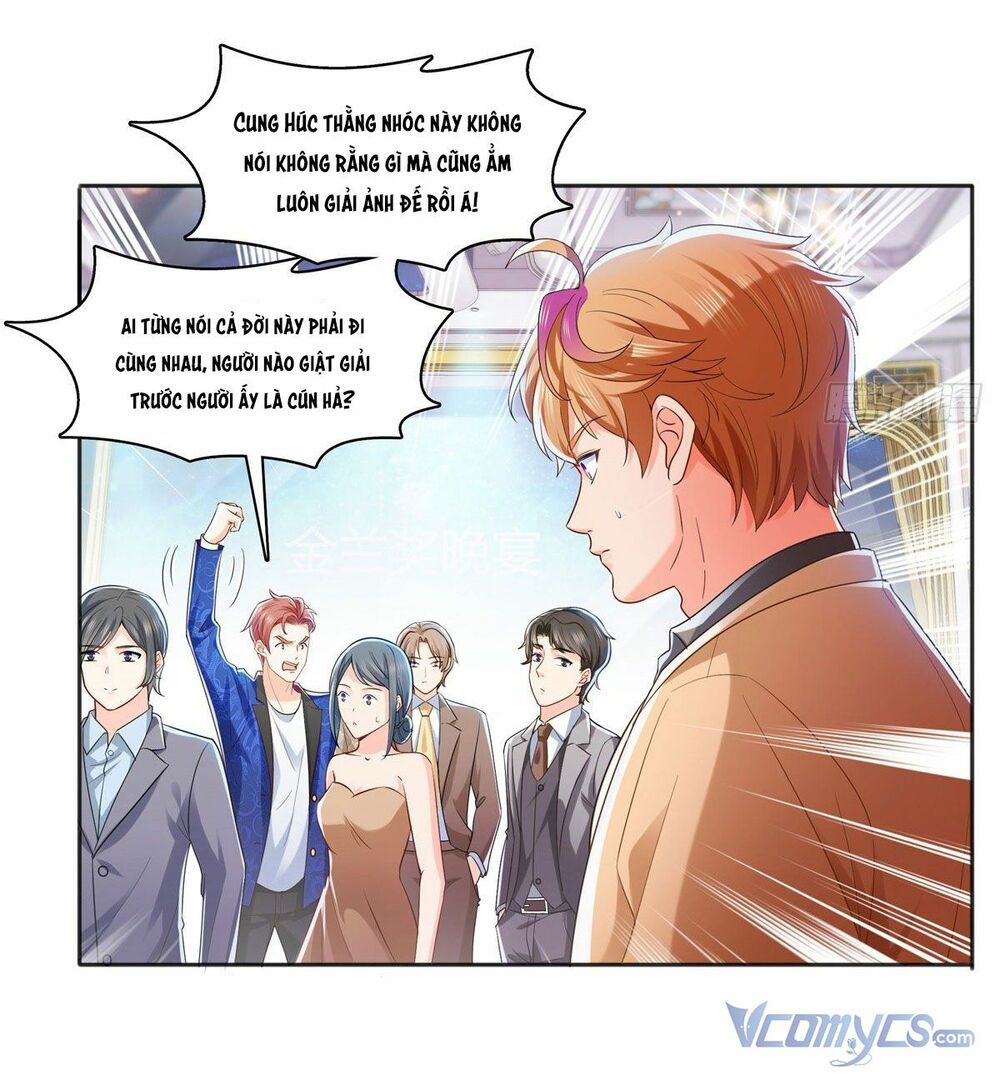 CUNG HÚC THẰNG NHÓC NÀY KHÔNG
NÓI KHÔNG RẰNG GÌ MÀ CŨNG ẴM
LUÔN GIẢI ẢNH ĐẾ RỒI Á!
AI TỪNG NÓI CẢ ĐỜI NÀY PHẢI ĐI
CÙNG NHAU, NGƯỜI NÀO GIẬT GIẢI
TRƯỚC NGƯỜI ẤY LÀ CÚN HẢ?
金兰奖晚宴
VCOMYCS.com